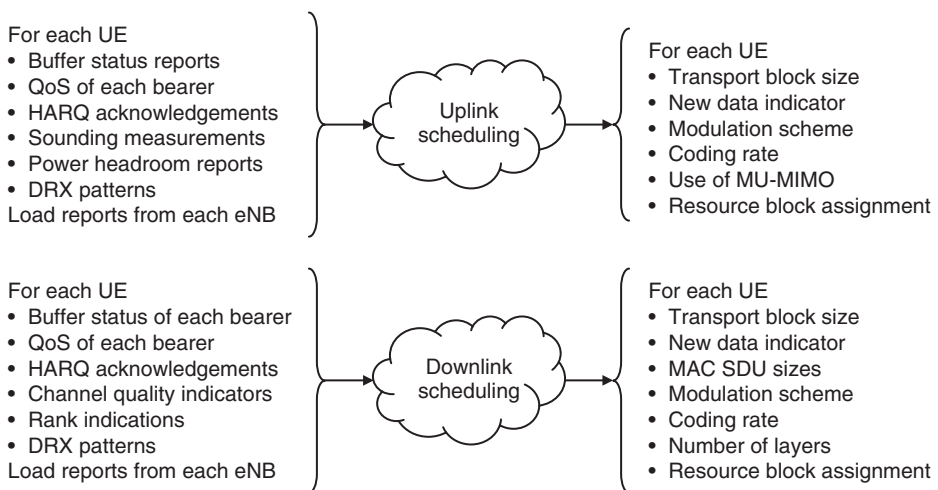 For each UE
• Buffer status reports
• QoS of each bearer
• HARQ acknowledgements
• Sounding measurements
• Power headroom reports
• DRX patterns
Load reports from each eNB
Uplink
scheduling
For each UE
• Transport block size
• New data indicator
• Modulation scheme
• Coding rate
• Use of MU-MIMO
• Resource block assignment
For each UE
• Buffer status of each bearer
• QoS of each bearer
• HARQ acknowledgements
• Channel quality indicators
• Rank indications
• DRX patterns
Load reports from each eNB
Downlink
scheduling
For each UE
• Transport block size
• New data indicator
• MAC SDU sizes
• Modulation scheme
• Coding rate
• Number of layers
• Resource block assignment